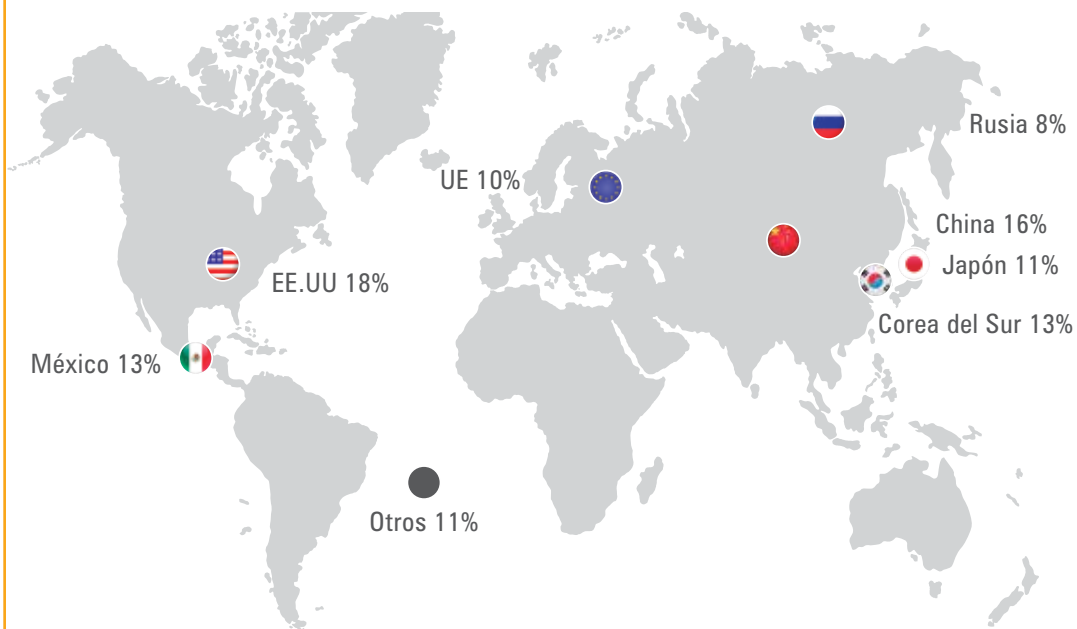 Rusia 8%
UE 10%
China 16%
Japón 11%
EE.UU 18%
Corea del Sur 13%
México 13%
Otros 11%